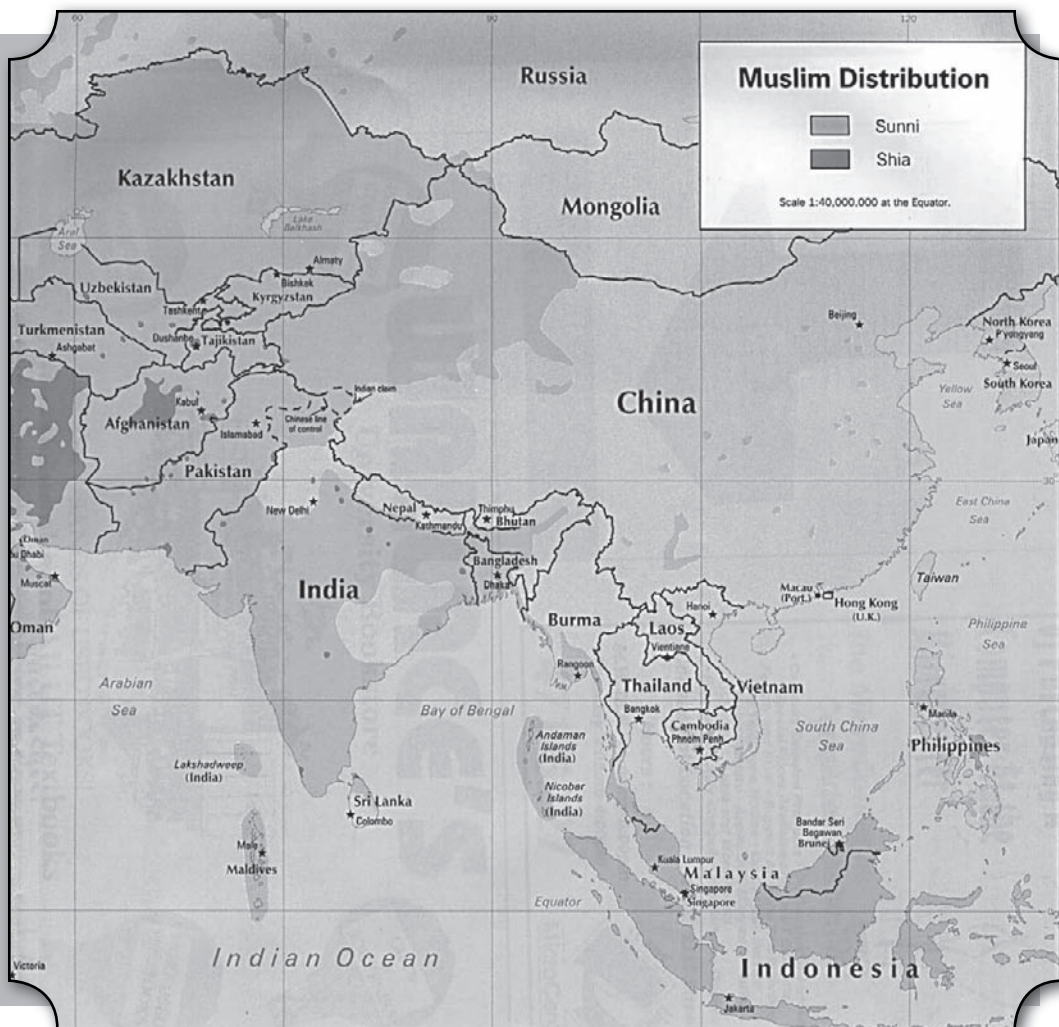 60
90
120
Russia
Muslim Distribution
Sunni
Shia
Scale 1:40,000,000 at the Equator.
Kazakhstan
Mongolia
Aral
Sea
Lake
Balkhash
Almaty
Bishkek
Kyrgyzstan
Uzbekistan
Tashkent
Turkmenistan
Ashgabat
Dushanbe
Tajikistan
Beijing
North Korea
P'yongyang
Seoul
South Korea
Yellow
Sea
Japan
Indian claim
Chinese line
of control
China
Kabul
Afghanistan
Islamabad
Pakistan
30
New Delhi
Nepal
Kathmandu
Thimphu
Bhutan
East China
Sea
Oman
bu Dhabi
Muscat
Oman
Bangladesh
Dhaka
India
Burma
Hanoi
Laos
Vientiane
Macau
(Port.)
Hong Kong
(U.K.)
Taiwan
Philippine
Sea
Rangoon
Thailand
Bangkok
Vietnam
Cambodia
Phnom Penh
Arabian
Sea
Bay of Bengal
South China
Sea
Manila
Philippines
Andaman
Islands
(India)
Lakshadweep
(India)
Nicobar
Islands
(India)
Sri Lanka
Colombo
Bandar Seri
Begawan
Brunei
Male
Maldives
Kuala Lumpur
Malaysia
Singapore
Singapore
Equator
Indian Ocean
Indonesia
Victoria
Jakarta